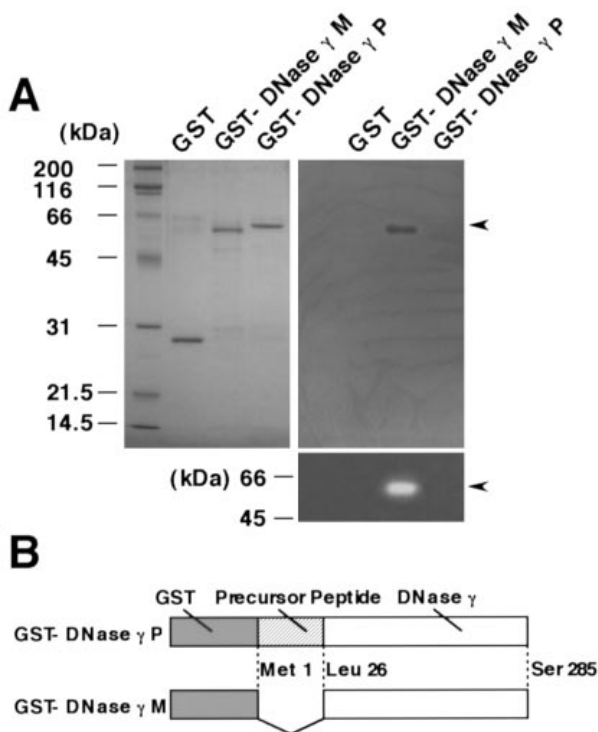 A
(kDa)
GST
GST- DNase γ M
GST- DNase γ P
GST
GST- DNase γ M
GST- DNase γ P
200
116
66
45
31
21.5
14.5
(kDa) 66
45
B
GST Precursor Peptide DNase γ
GST- DNase γ P
Met 1 Leu 26 Ser 285
GST- DNase γ M